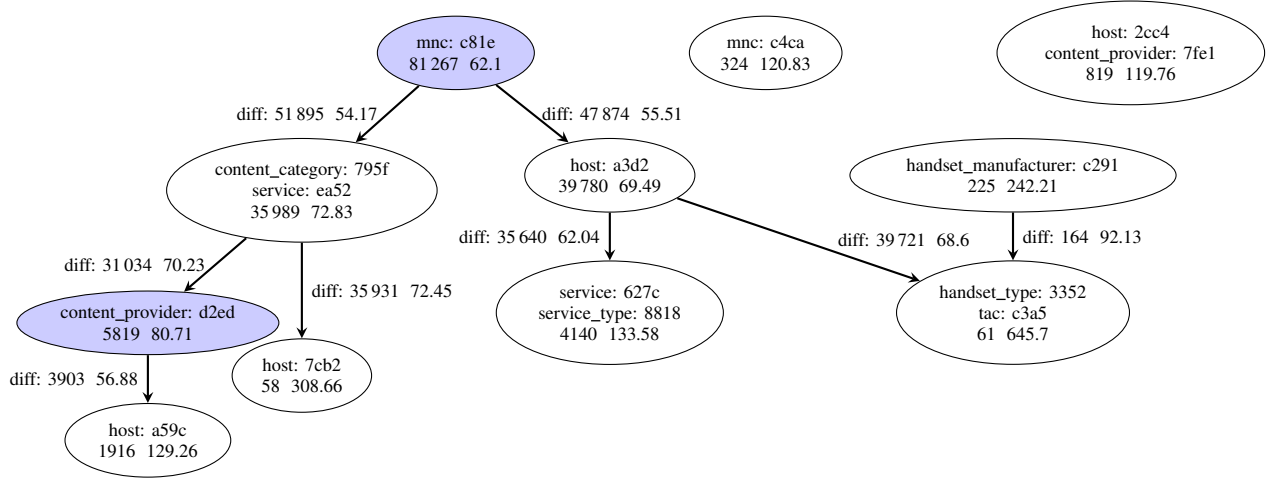 mnc: c81e
81 267 62.1
mnc: c4ca
324 120.83
host: 2cc4
content_provider: 7fe1
819 119.76
diff: 51 895 54.17
diff: 47 874 55.51
content_category: 795f
service: ea52
35 989 72.83
host: a3d2
39 780 69.49
handset_manufacturer: c291
225 242.21
diff: 31 034 70.23
diff: 35 931 72.45
diff: 35 640 62.04
diff: 39 721 68.6
diff: 164 92.13
content_provider: d2ed
5819 80.71
host: 7cb2
58 308.66
service: 627c
service_type: 8818
4140 133.58
handset_type: 3352
tac: c3a5
61 645.7
diff: 3903 56.88
host: a59c
1916 129.26